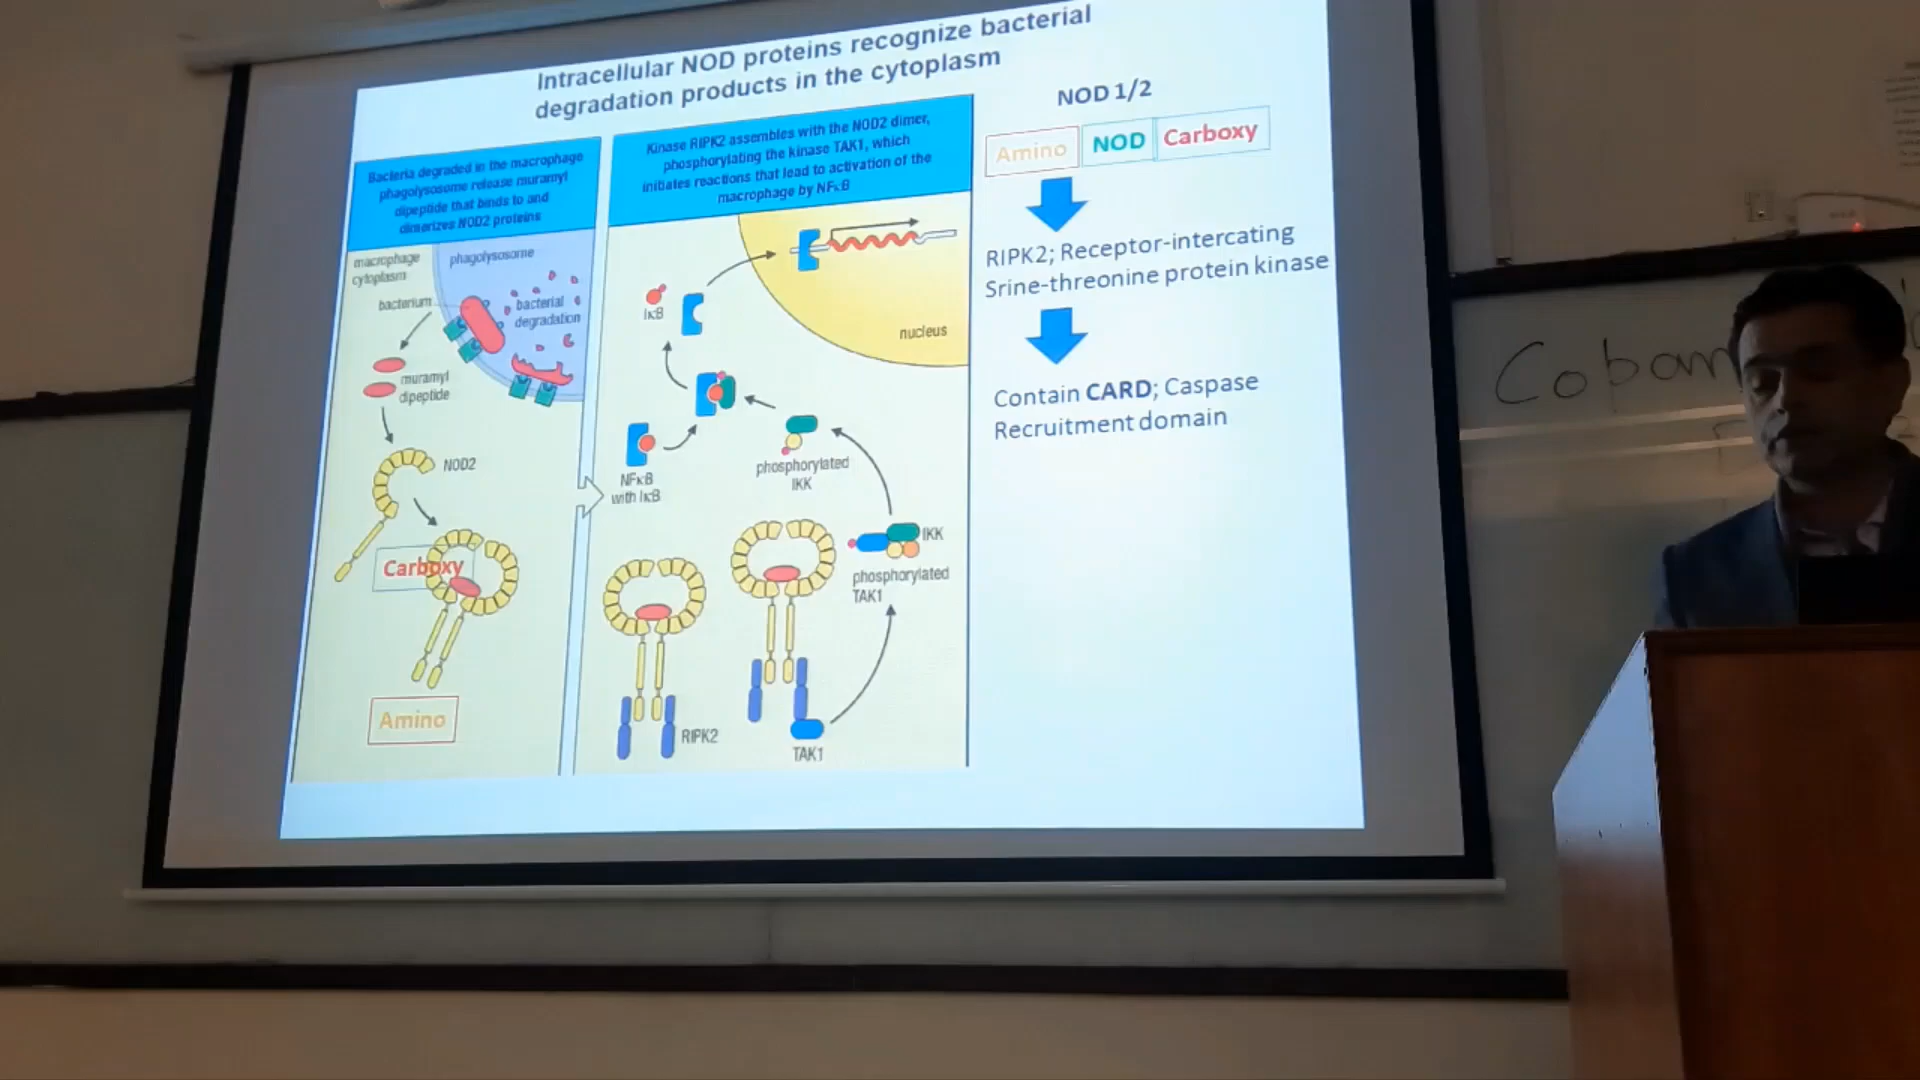 Intracellular NOD proteins recognize bacterial
degradation products in the cytoplasm
Bacteria degraded in the macrophage
phagolysosome release muramyl
dipeptide that binds to and
dimerizes NOD2 proteins
macrophage
cytoplasm
phagolysosome
bacterium
bacterial
degradation
muramyl
dipeptide
NOD2
Carboxy
Amino
Kinase RIPK2 assembles with the NOD2 dimer,
phosphorylating the kinase TAK1, which
initiates reactions that lead to activation of the
macrophage by NFκB
IκB
nucleus
NFκB
with IκB
phosphorylated
IKK
IKK
phosphorylated
TAK1
RIPK2
TAK1
NOD 1/2
Amino NOD Carboxy
RIPK2; Receptor-intercating
Srine-threonine protein kinase
Contain CARD; Caspase
Recruitment domain
Cobam